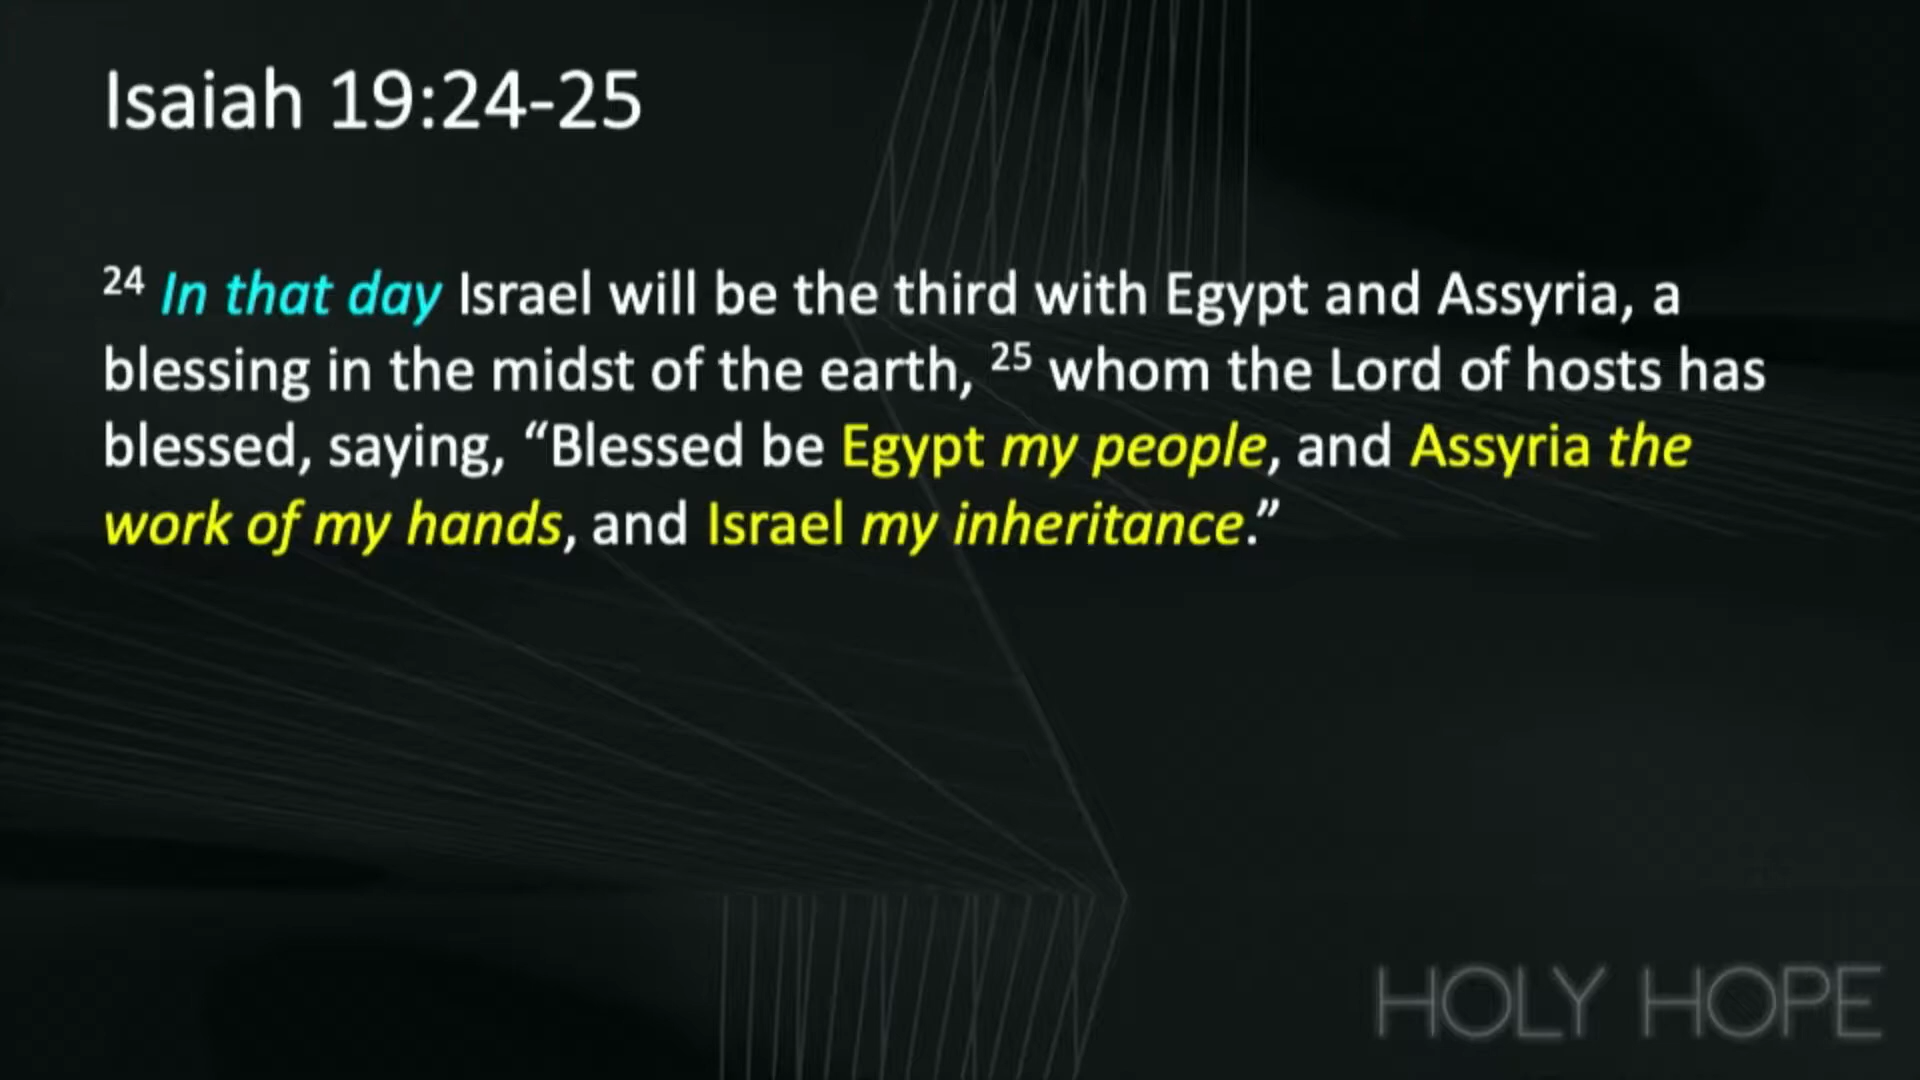 Isaiah 19:24-25
24 In that day Israel will be the third with Egypt and Assyria, a
blessing in the midst of the earth, 25 whom the Lord of hosts has
blessed, saying, “Blessed be Egypt my people, and Assyria the
work of my hands, and Israel my inheritance.”
HOLY HOPE